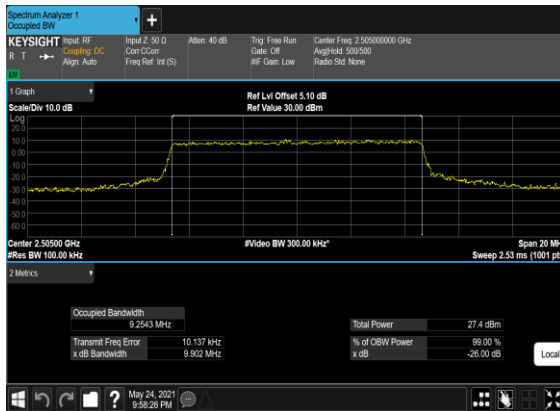 Spectrum Analyzer 1
Occupied BW
KEYSIGHT Input: RF Input Z: 50 Ω Atten: 40 dB Trig: Free Run Center Freq: 2.505000000 GHz
R T Coupling: DC Corr CCorr Gate: Off Avg|Hold: 500/500
Align: Auto Freq Ref: Int (S) #IF Gain: Low Radio Std: None
1 Graph
Ref Lvl Offset 5.10 dB
Scale/Div 10.0 dB Ref Value 30.00 dBm
Log
20.0
10.0
0.00
-10.0
-20.0
-30.0
-40.0
-50.0
-60.0
Center 2.50500 GHz #Video BW 300.00 kHz* Span 20 MH
#Res BW 100.00 kHz Sweep 2.53 ms (1001 pt
2 Metrics
Occupied Bandwidth
9.2543 MHz Total Power 27.4 dBm
Transmit Freq Error 10.137 kHz % of OBW Power 99.00 %
x dB Bandwidth 9.902 MHz x dB -26.00 dB
Local
?
May 24, 2021
9:58:26 PM